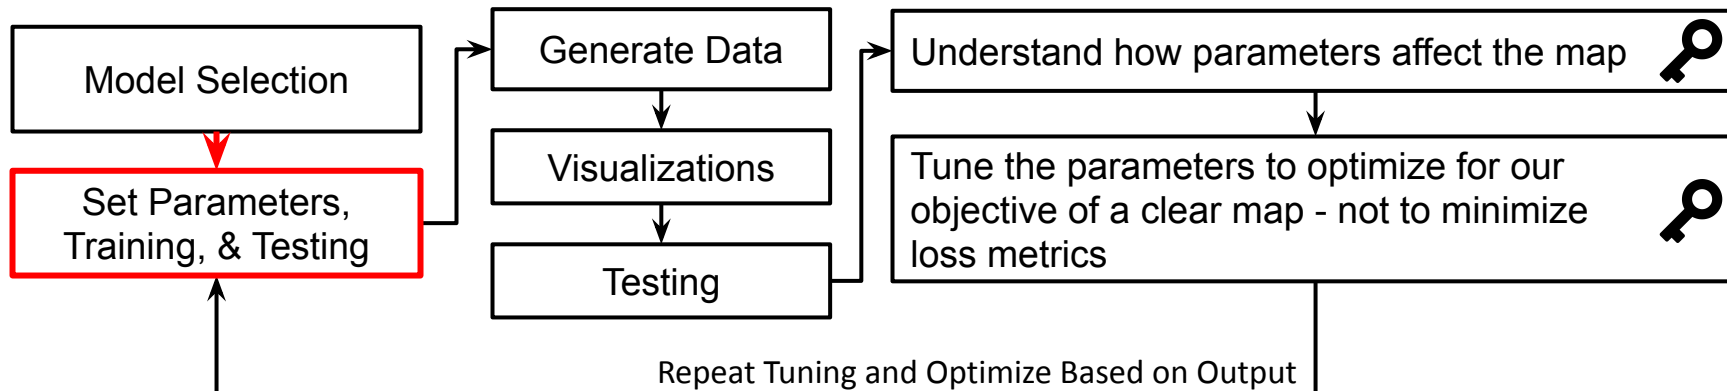 Model Selection
Set Parameters,
Training, & Testing
Generate Data
Visualizations
Testing
Understand how parameters affect the map
Tune the parameters to optimize for our
objective of a clear map - not to minimize
loss metrics
Repeat Tuning and Optimize Based on Output